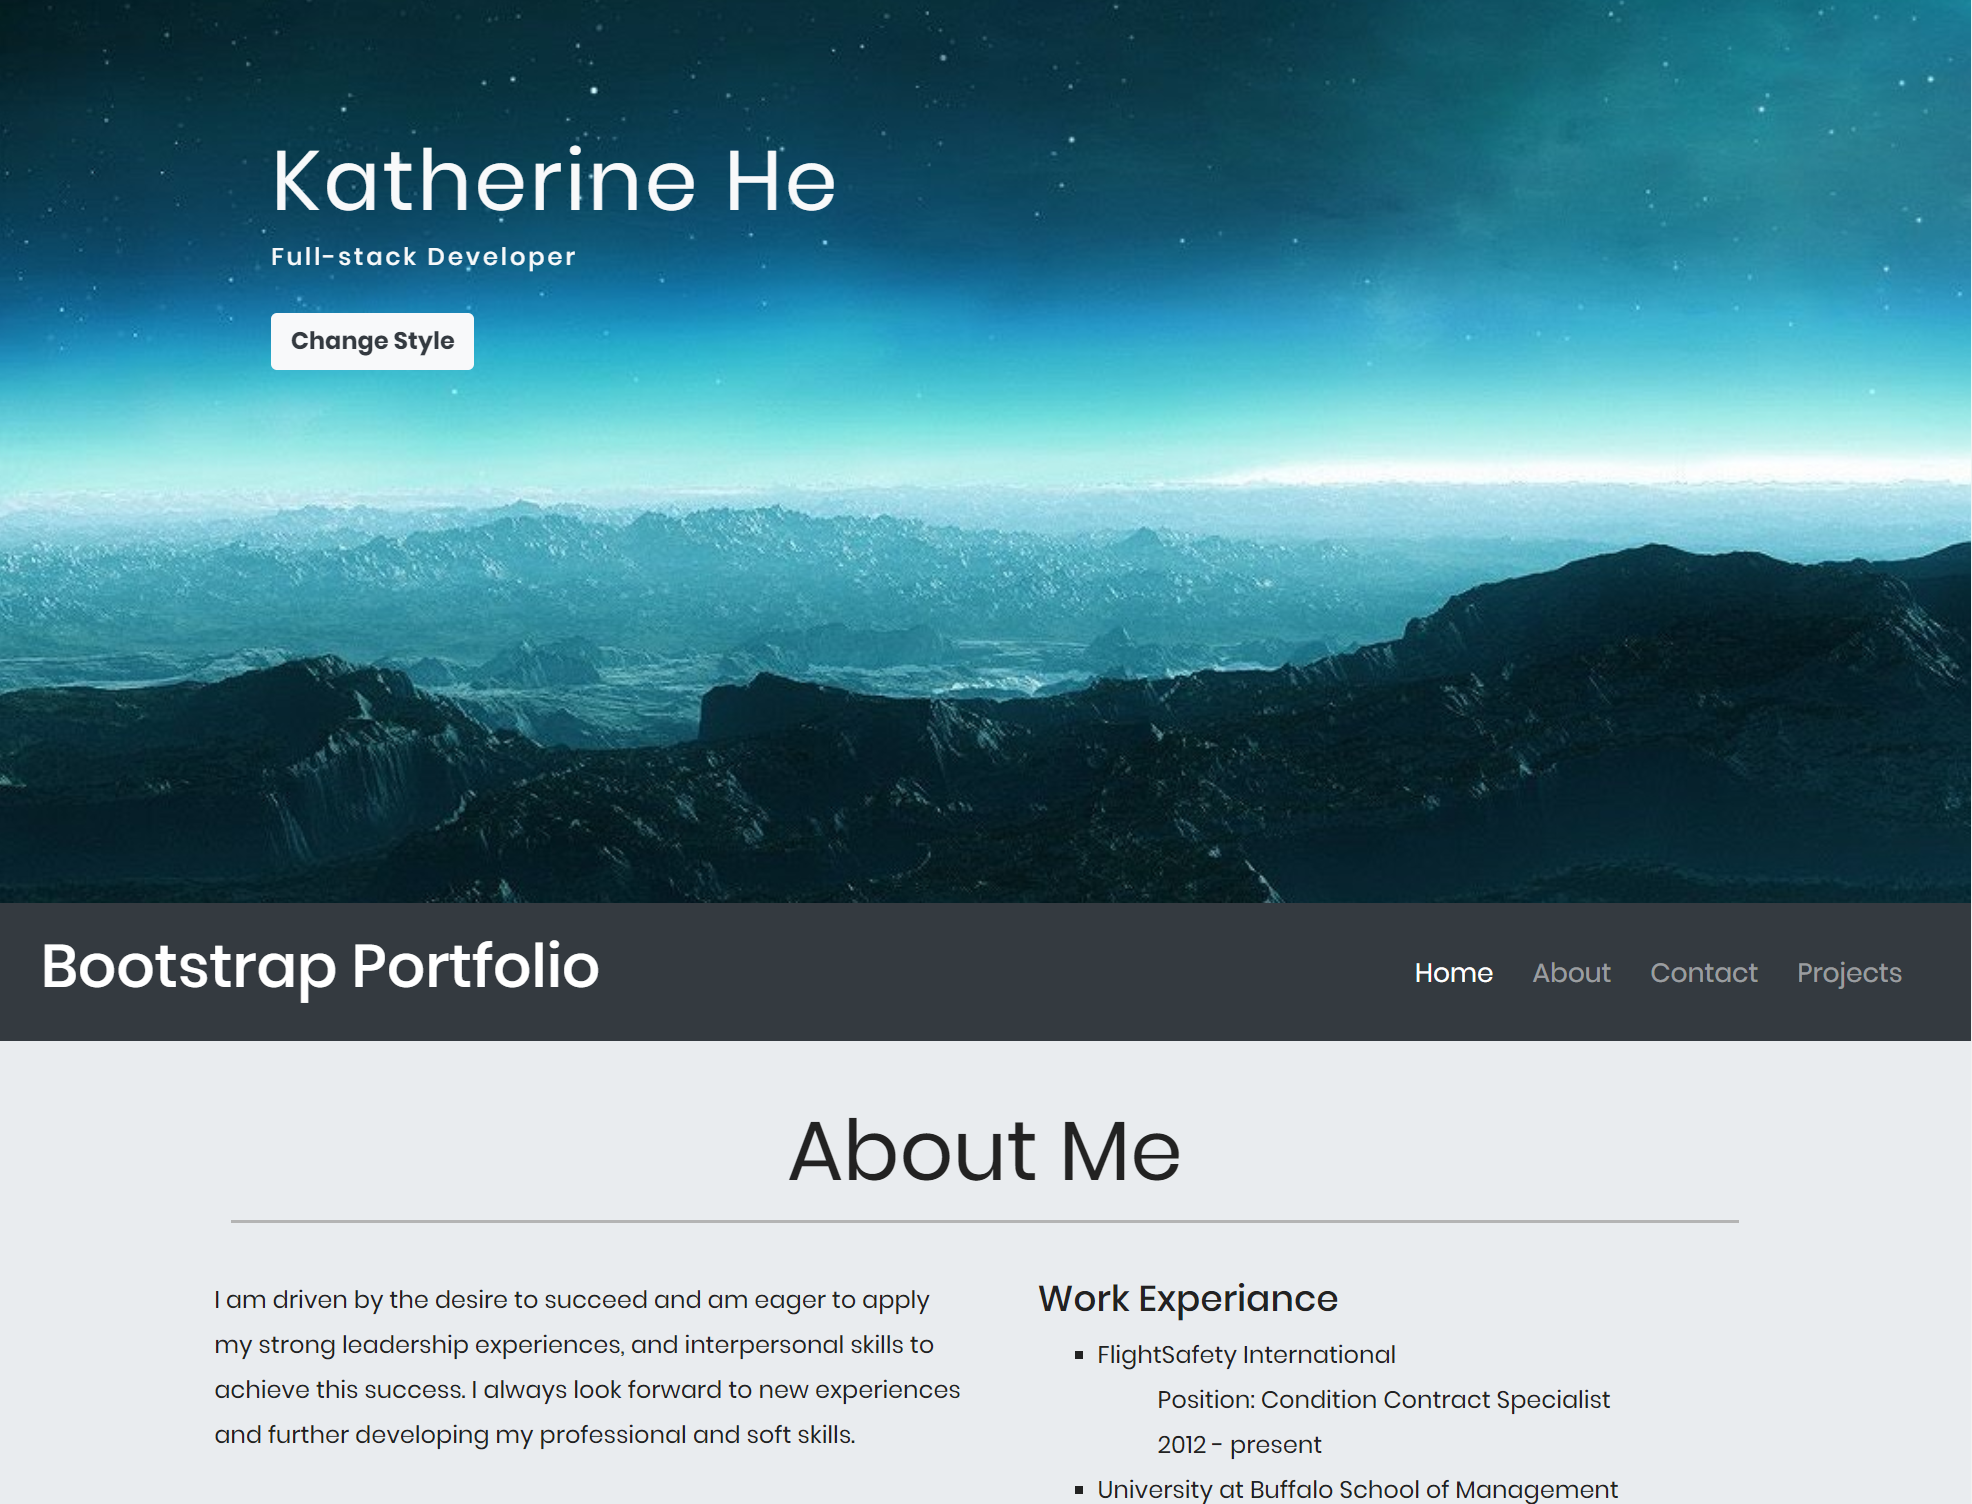 Katherine He
Full-stack Developer
Change Style
Bootstrap Portfolio
Home About Contact Projects
About Me
I am driven by the desire to succeed and am eager to apply
my strong leadership experiences, and interpersonal skills to
achieve this success. I always look forward to new experiences
and further developing my professional and soft skills.
Work Experiance
FlightSafety International
Position: Condition Contract Specialist
2012 - present
University at Buffalo School of Management